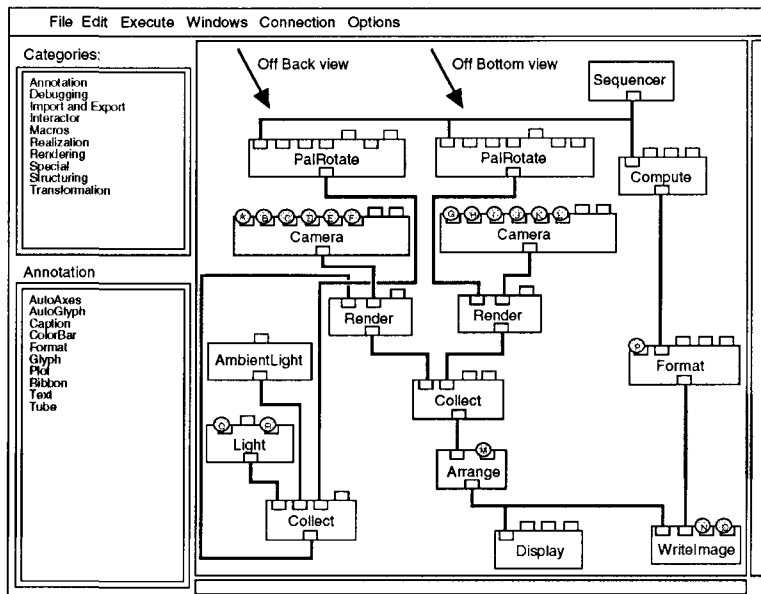 File Edit Execute Windows Connection Options
Categories:
Annotation
Debugging
Import and Export
Interactor
Macros
Realization
Rendering
Special
Structuring
Transformation
Annotation
AutoAxes
AutoGlyph
Caption
ColorBar
Format
Glyph
Plot
Ribbon
Text
Tube
Off Back view
Off Bottom view
Sequencer
PalRotate
PalRotate
Compute
A B C D E F
Camera
G H I J K L
Camera
Render
Render
AmbientLight
Format
Collect
Light
M
Arrange
Collect
Display
N
WriteImage